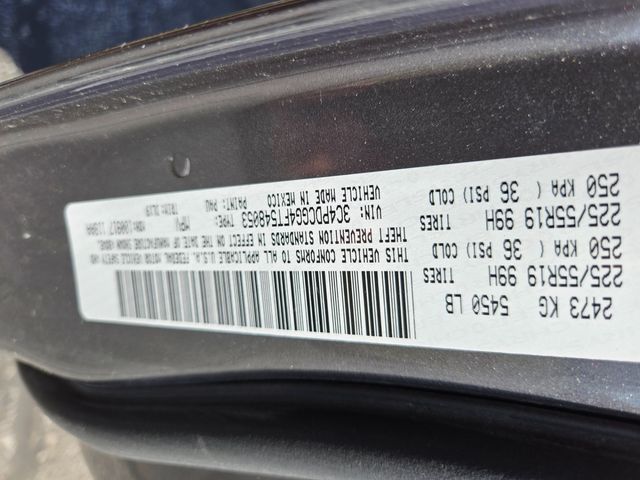 2473 KG 5450 LB
225/55R19 99H TIRES
250 KPA ( 36 PSI) COLD
225/55R19 99H TIRES
250 KPA ( 36 PSI) COLD
THIS VEHICLE CONFORMS TO ALL APPLICABLE U.S.A. FEDERAL MOTOR VEHICLE SAFETY AND
THEFT PREVENTION STANDARDS IN EFFECT ON THE DATE OF MANUFACTURE SHOWN ABOVE.
VIN: 3C4PDCGG4FT548053 TYPE: MPV
VEHICLE MADE IN MEXICO PAINT: PAU